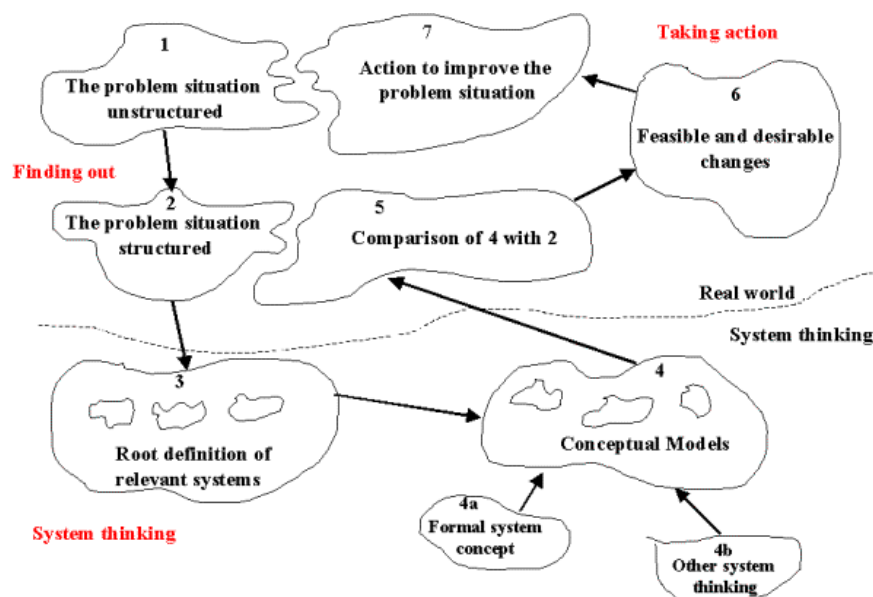 1
The problem situation
unstructured
7
Action to improve the
problem situation
Taking action
6
Feasible and desirable
changes
Finding out
2
The problem situation
structured
5
Comparison of 4 with 2
Real world
System thinking
3
Root definition of
relevant systems
4
Conceptual Models
System thinking
4a
Formal system
concept
4b
Other system
thinking